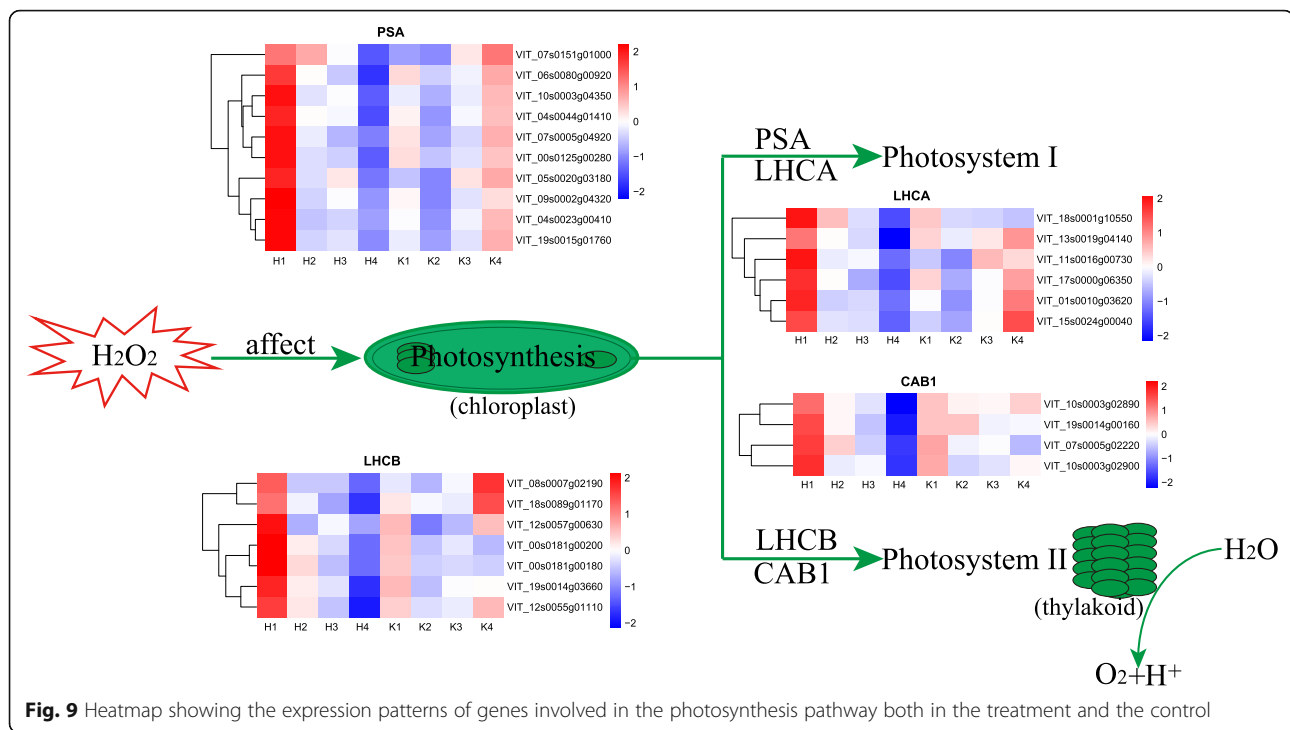 PSA
VIT_07s0151g01000
VIT_06s0080g00920
VIT_10s0003g04350
VIT_04s0044g01410
VIT_07s0005g04920
VIT_00s0125g00280
VIT_05s0020g03180
VIT_09s0002g04320
VIT_04s0023g00410
VIT_19s0015g01760
2
1
0
−1
−2
H1 H2 H3 H4 K1 K2 K3 K4
PSA
LHCA
Photosystem I
LHCA
VIT_18s0001g10550
VIT_13s0019g04140
VIT_11s0016g00730
VIT_17s0000g06350
VIT_01s0010g03620
VIT_15s0024g00040
2
1
0
−1
−2
H1 H2 H3 H4 K1 K2 K3 K4
H2O2
affect
Photosynthesis
(chloroplast)
CAB1
VIT_10s0003g02890
VIT_19s0014g00160
VIT_07s0005g02220
VIT_10s0003g02900
2
1
0
−1
−2
H1 H2 H3 H4 K1 K2 K3 K4
LHCB
VIT_08s0007g02190
VIT_18s0089g01170
VIT_12s0057g00630
VIT_00s0181g00200
VIT_00s0181g00180
VIT_19s0014g03660
VIT_12s0055g01110
2
1
0
−1
−2
H1 H2 H3 H4 K1 K2 K3 K4
LHCB
CAB1
Photosystem II
(thylakoid)
H2O
O2+H+
Fig. 9 Heatmap showing the expression patterns of genes involved in the photosynthesis pathway both in the treatment and the control